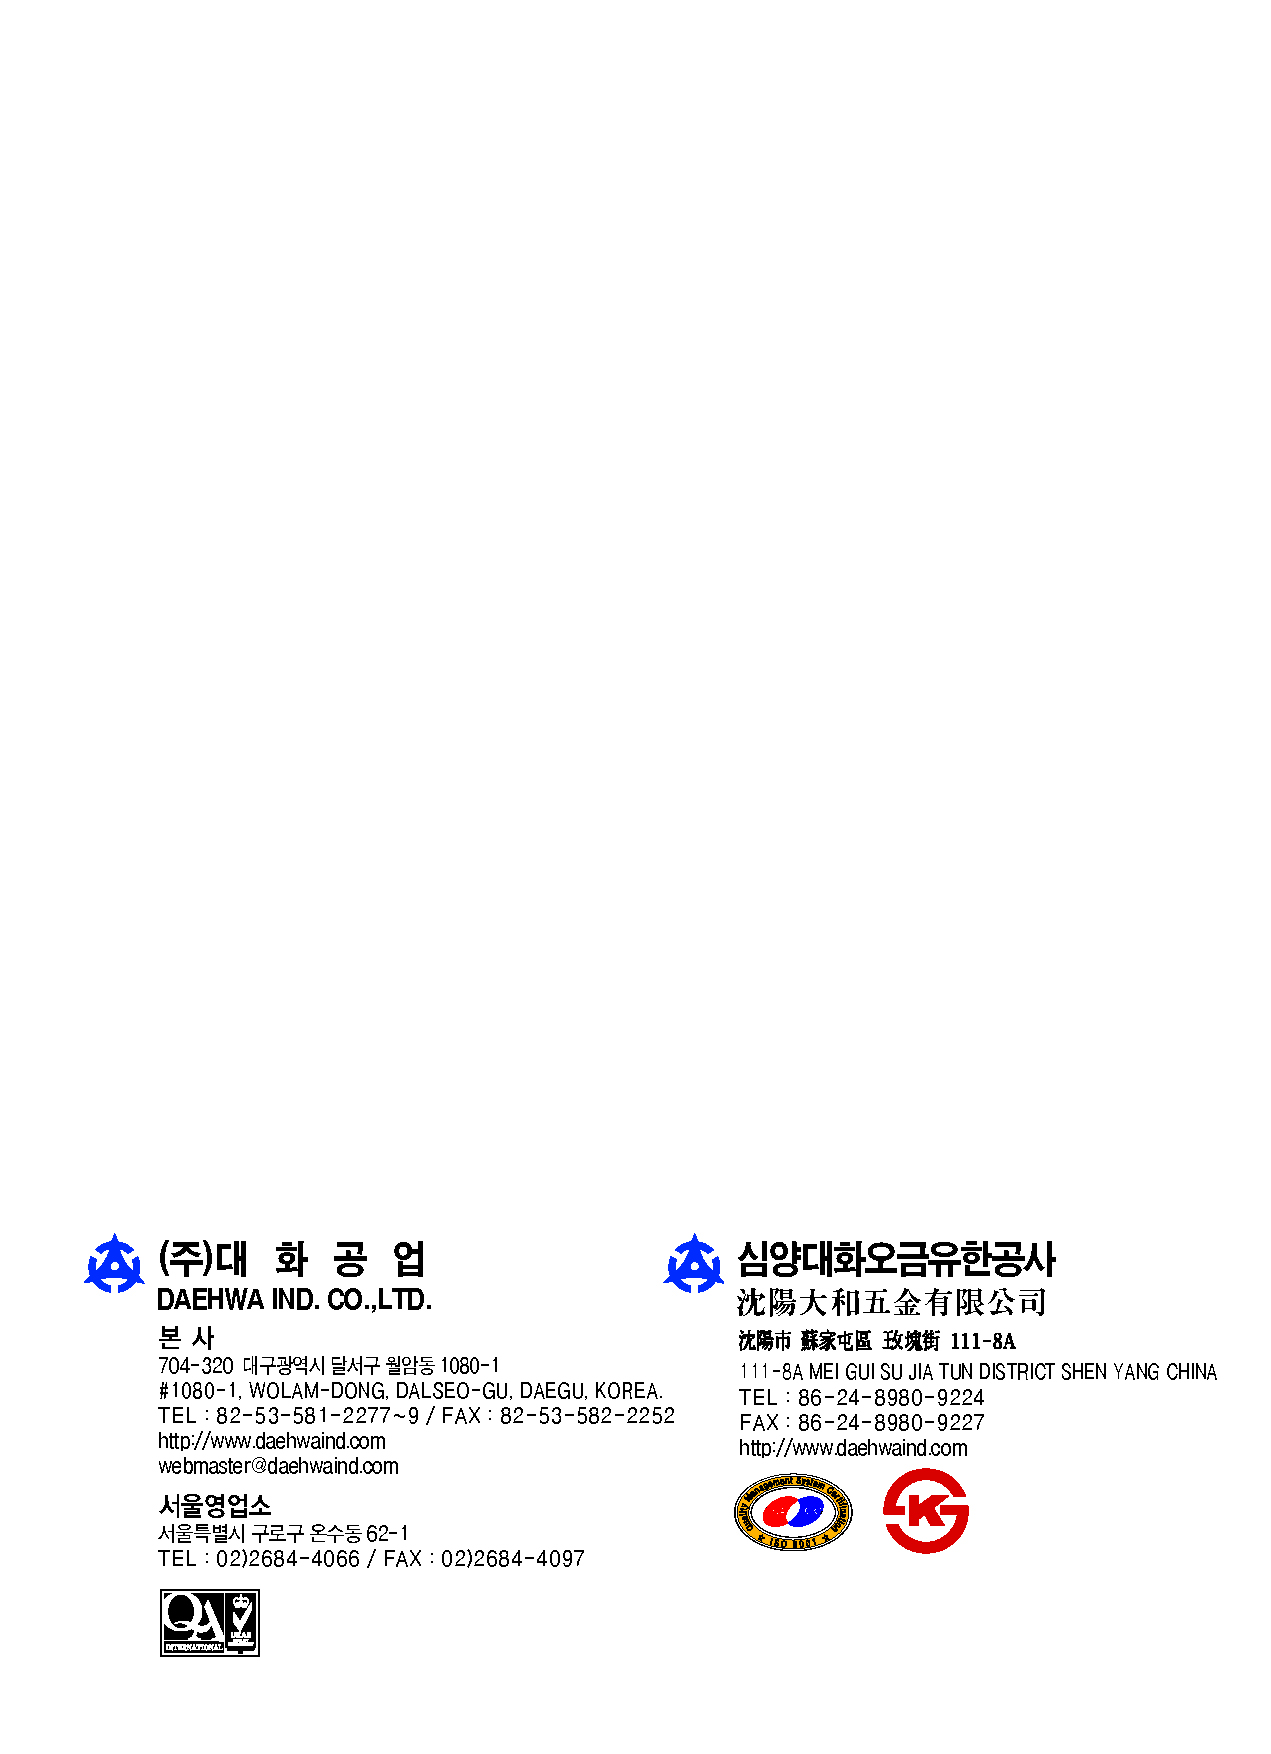 (주)대 화 공 업
DAEHWA IND. CO.,LTD.
본 사
704-320 대구광역시 달서구 월암동 1080-1
#1080-1, WOLAM-DONG, DALSEO-GU, DAEGU, KOREA.
TEL : 82-53-581-2277~9 / FAX : 82-53-582-2252
http://www.daehwaind.com
webmaster@daehwaind.com
서울영업소
서울특별시 구로구 온수동 62-1
TEL : 02)2684-4066 / FAX : 02)2684-4097
QA
INTERNATIONAL
UKAS
심양대화오금유한공사
沈陽大和五金有限公司
沈陽市 蘇家屯區 玫塊街 111-8A
111-8A MEI GUI SU JIA TUN DISTRICT SHEN YANG CHINA
TEL : 86-24-8980-9224
FAX : 86-24-8980-9227
http://www.daehwaind.com
Quality Management System Certification
ISO 9001